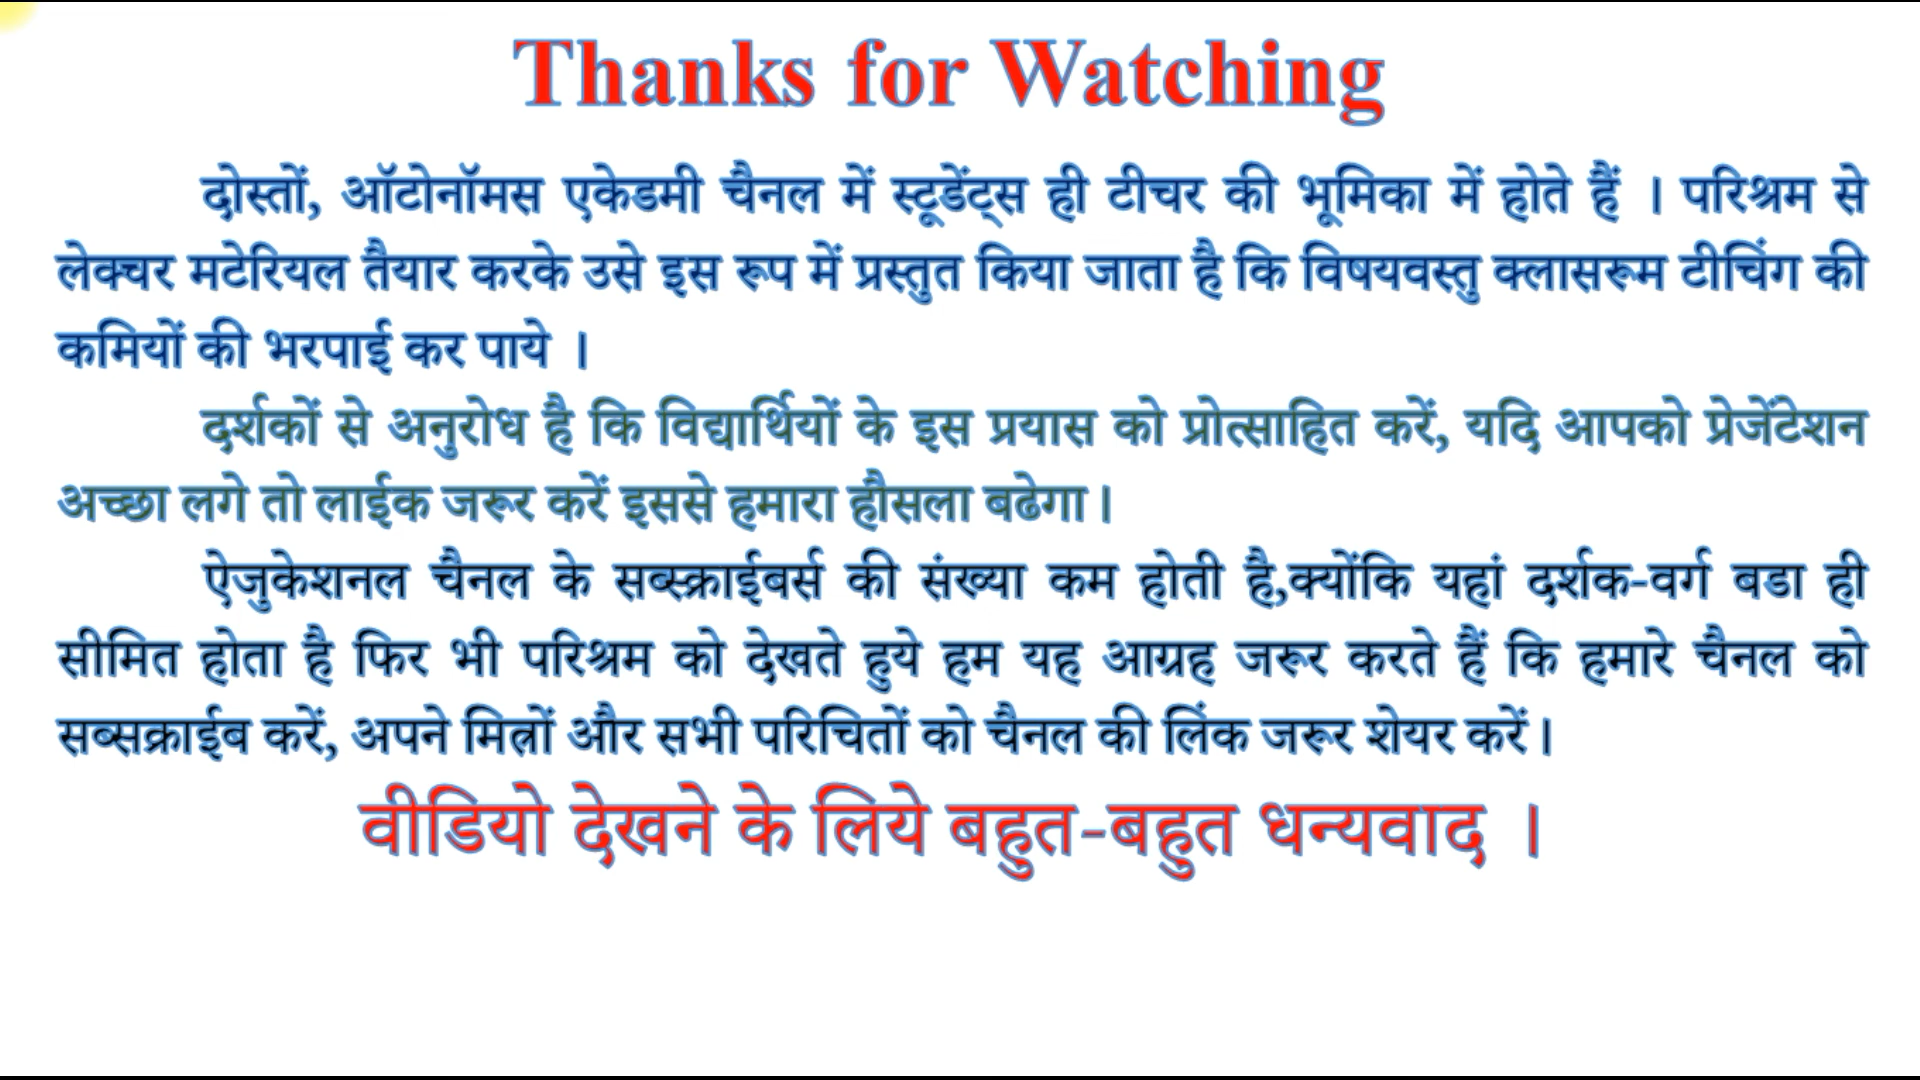 Thanks for Watching
दोस्तों, ऑटोनॉमस एकेडमी चैनल में स्टूडेंट्स ही टीचर की भूमिका में होते हैं । परिश्रम से
लेक्चर मटेरियल तैयार करके उसे इस रूप में प्रस्तुत किया जाता है कि विषयवस्तु क्लासरूम टीचिंग की
कमियों की भरपाई कर पाये ।
दर्शकों से अनुरोध है कि विद्यार्थियों के इस प्रयास को प्रोत्साहित करें, यदि आपको प्रेजेंटेशन
अच्छा लगे तो लाईक जरूर करें इससे हमारा हौसला बढेगा।
ऐजुकेशनल चैनल के सब्स्क्राईबर्स की संख्या कम होती है,क्योंकि यहां दर्शक-वर्ग बडा ही
सीमित होता है फिर भी परिश्रम को देखते हुये हम यह आग्रह जरूर करते हैं कि हमारे चैनल को
सब्सक्राईब करें, अपने मित्रों और सभी परिचितों को चैनल की लिंक जरूर शेयर करें।
वीडियो देखने के लिये बहुत-बहुत धन्यवाद ।